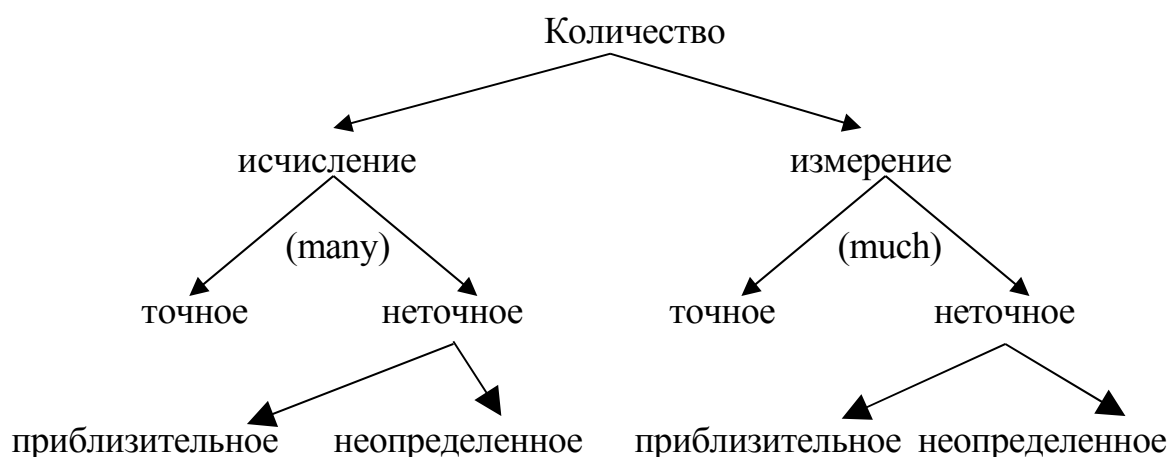 Количество
исчисление измерение
(many) (much)
точное неточное точное неточное
приблизительное неопределенное приблизительное неопределенное